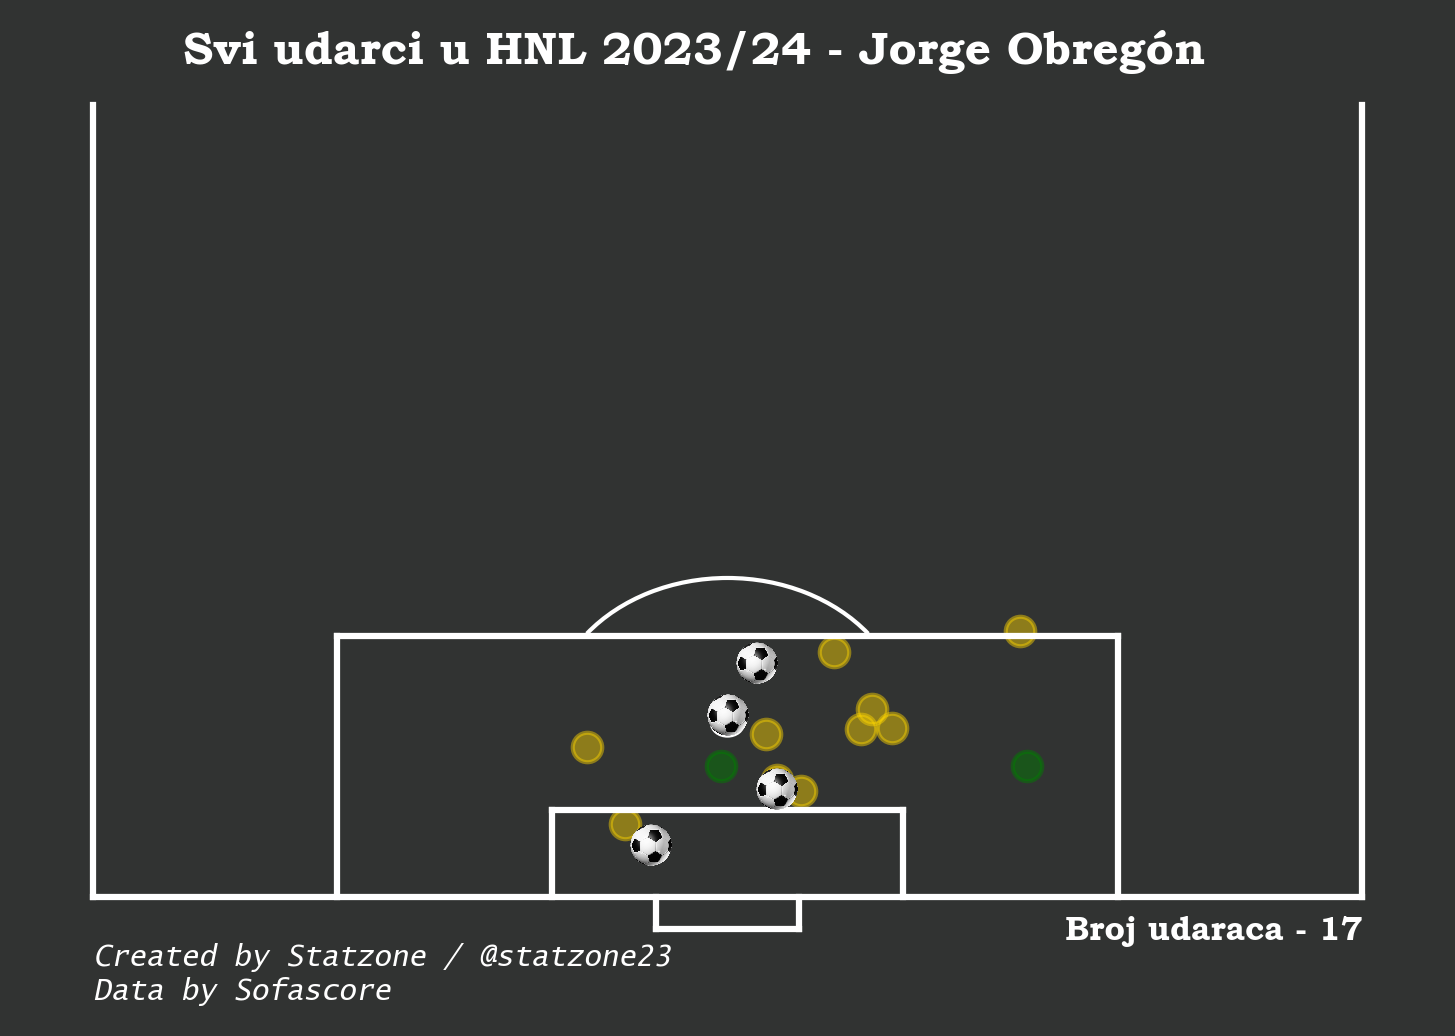 Svi udarci u HNL 2023/24 - Jorge Obregón
Broj udaraca - 17
Created by Statzone / @statzone23
Data by Sofascore